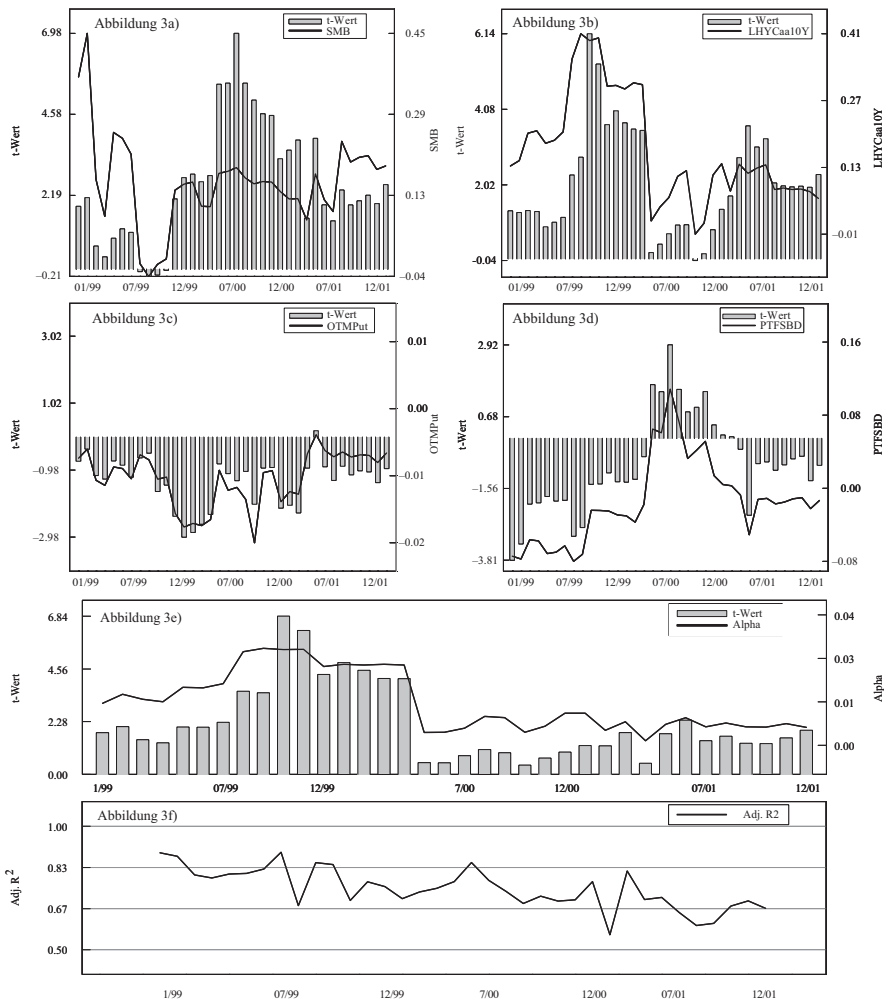 Abbildung 3a)
t-Wert
SMB
6.98
4.58
2.19
–0.21
t-Wert
0.45
0.29
0.13
–0.04
SMB
01/99 07/99 12/99 07/00 12/00 07/01 12/01
Abbildung 3b)
t-Wert
LHYCaa10Y
6.14
4.08
2.02
-0.04
t-Wert
0.41
0.27
0.13
–0.01
LHYCaa10Y
01/99 07/99 12/99 07/00 12/00 07/01 12/01
Abbildung 3c)
t-Wert
OTMPut
3.02
1.02
–0.98
–2.98
t-Wert
0.01
0.00
–0.01
–0.02
OTMPut
01/99 07/99 12/99 07/00 12/00 07/01 12/01
Abbildung 3d)
t-Wert
PTFSBD
2.92
0.68
–1.56
–3.81
t-Wert
0.16
0.08
0.00
–0.08
PTFSBD
01/99 07/99 12/99 07/00 12/00 07/01 12/01
Abbildung 3e)
t-Wert
Alpha
6.84
4.56
2.28
0.00
t-Wert
0.04
0.03
0.01
0.00
Alpha
1/99 07/99 12/99 7/00 12/00 07/01 12/01
Abbildung 3f)
Adj. R2
1.00
0.83
0.67
0.50
Adj. R²
1/99 07/99 12/99 7/00 12/00 07/01 12/01